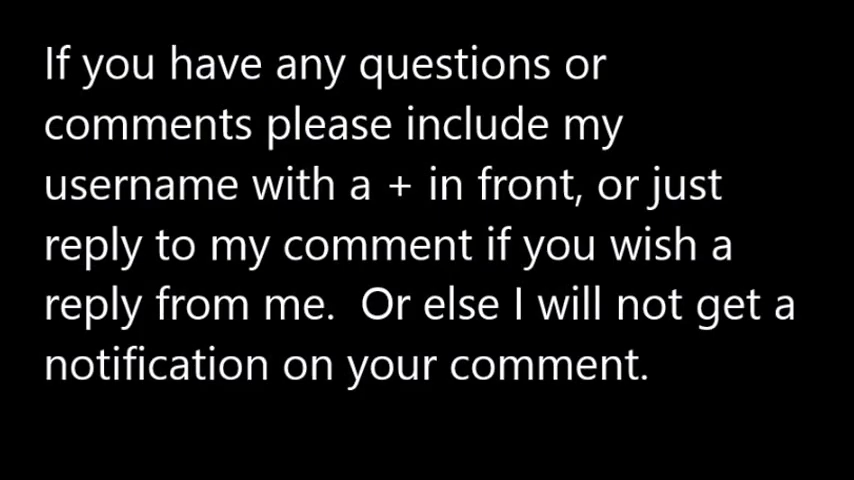 If you have any questions or
comments please include my
username with a + in front, or just
reply to my comment if you wish a
reply from me.  Or else I will not get a
notification on your comment.